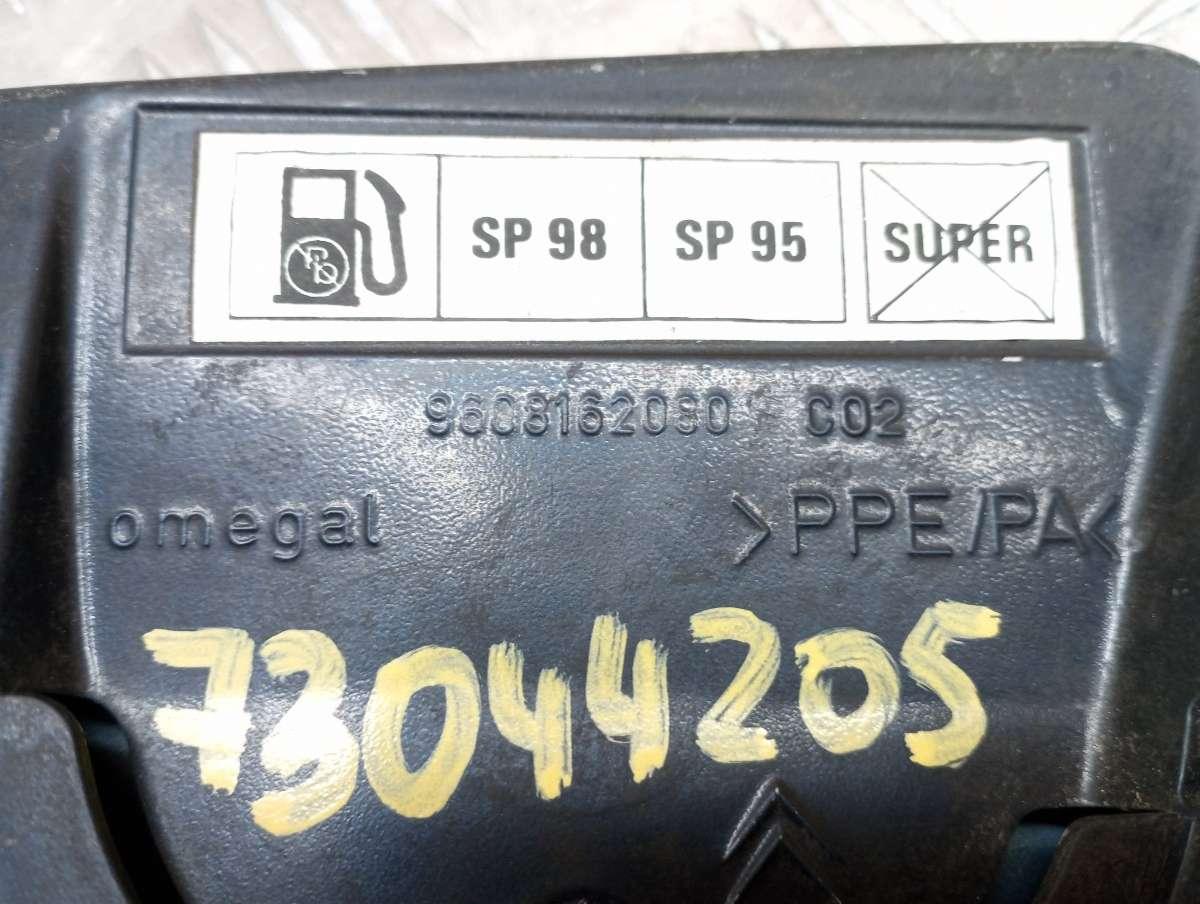 SP 98 SP 95 SUPER
9608162080 C02
omegal >PPE/PA<
73044205